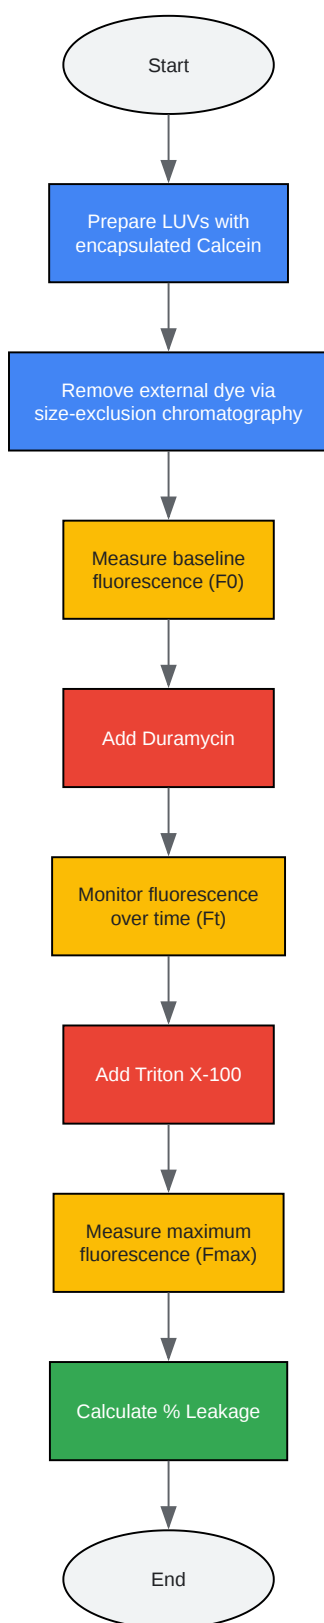 Start
Prepare LUVs with
encapsulated Calcein
Remove external dye via
size-exclusion chromatography
Measure baseline
fluorescence (F0)
Add Duramycin
Monitor fluorescence
over time (Ft)
Add Triton X-100
Measure maximum
fluorescence (Fmax)
Calculate % Leakage
End